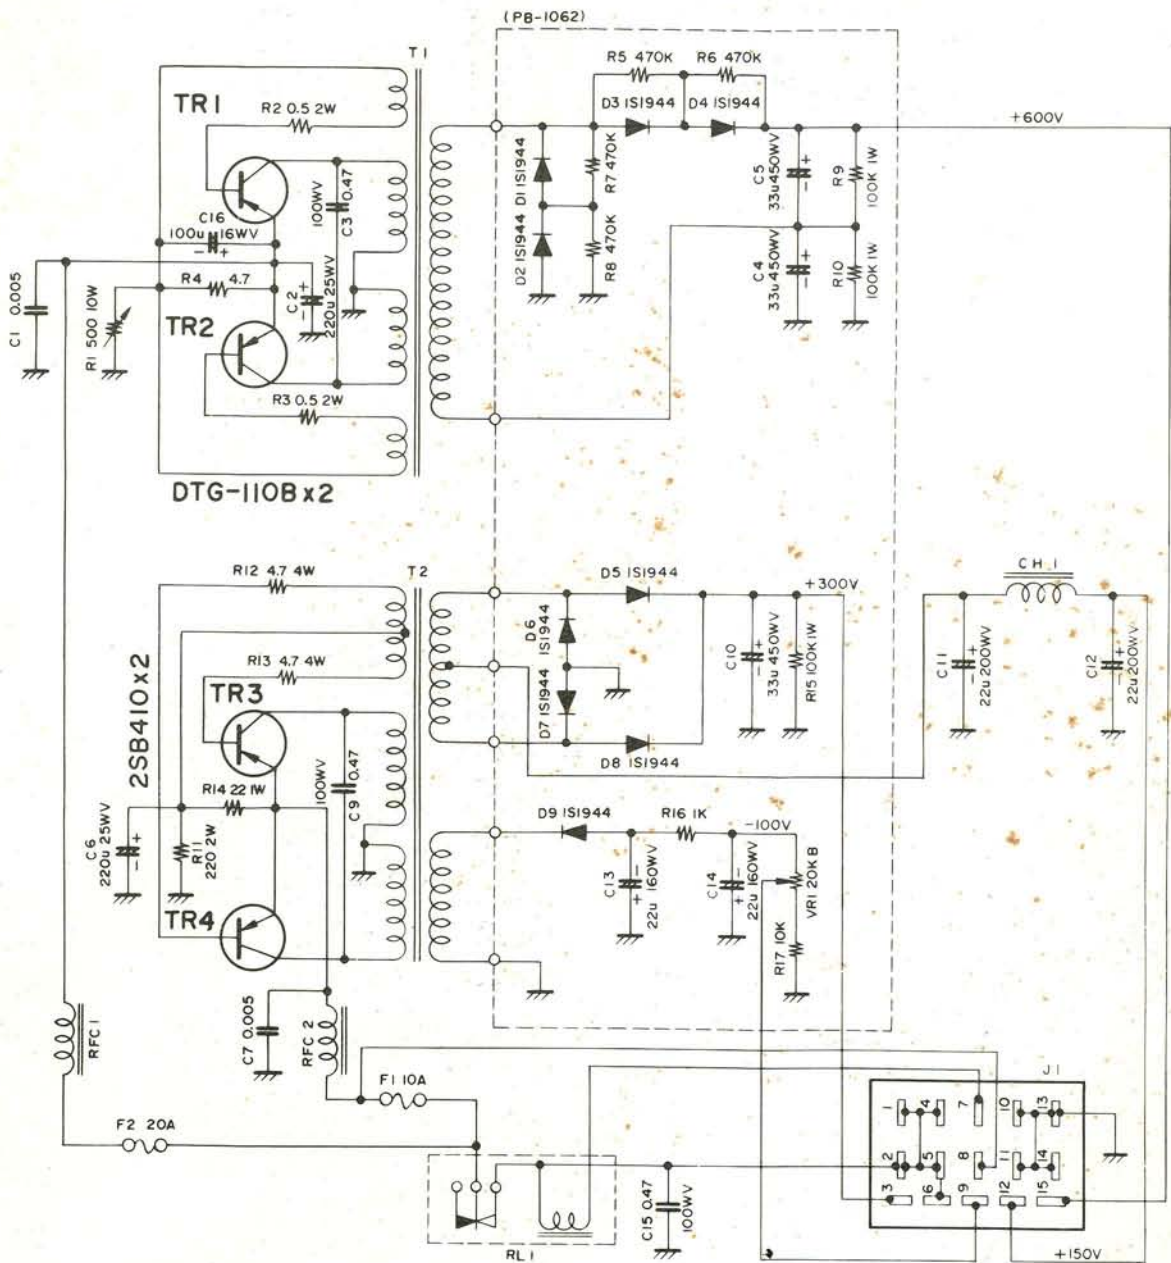 (PB-1062)
T1
R5 470K
R6 470K
TR1
R2 0.5 2W
D3 1S1944
D4 1S1944
+600V
D1 1S1944
R7 470K
C5
33u 450WV
R9
100K 1W
100WV
C3 0.47
C16
100u 16WV
D2 1S1944
R8 470K
C4
33u 450WV
R10
100K 1W
R4 4.7
C2
220u 25WV
C1 0.005
R1 500 10W
TR2
R3 0.5 2W
DTG-110B x2
R12 4.7 4W
T2
D5 1S1944
+300V
CH 1
2SB410 x2
R13 4.7 4W
TR3
D6
1S1944
D7 1S1944
C10
33u 450WV
R15 100K 1W
C11
22u 200WV
C12
22u 200WV
D8 1S1944
R14 22 1W
100WV
C9 0.47
C6
220u 25WV
R11
220 2W
D9 1S1944
R16 1K
-100V
C13
22u 160WV
C14
22u 160WV
VR1 20K B
R17 10K
TR4
C7 0.005
RFC 1
RFC 2
F1 10A
F2 20A
RL 1
C15 0.47
100WV
J1
1 4 7 10 13
2 5 8 11 14
3 6 9 12 15
+150V